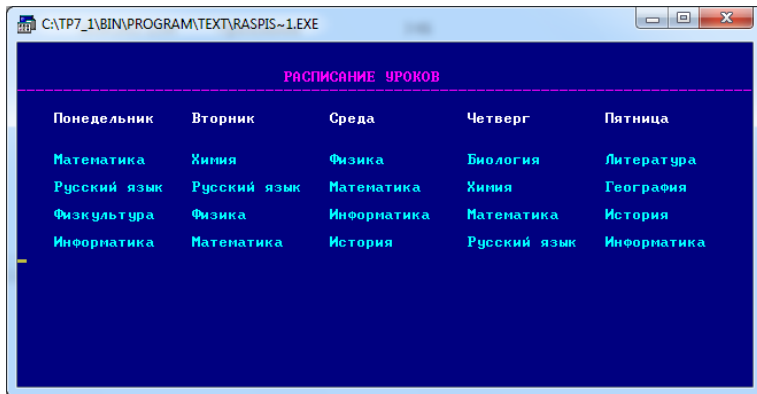 C:\TP7_1\BIN\PROGRAM\TEXT\RASPIS~1.EXE
РАСПИСАНИЕ УРОКОВ
Понедельник Вторник Среда Четверг Пятница
Математика Химия Физика Биология Литература
Русский язык Русский язык Математика Химия География
Физкультура Физика Информатика Математика История
Информатика Математика История Русский язык Информатика